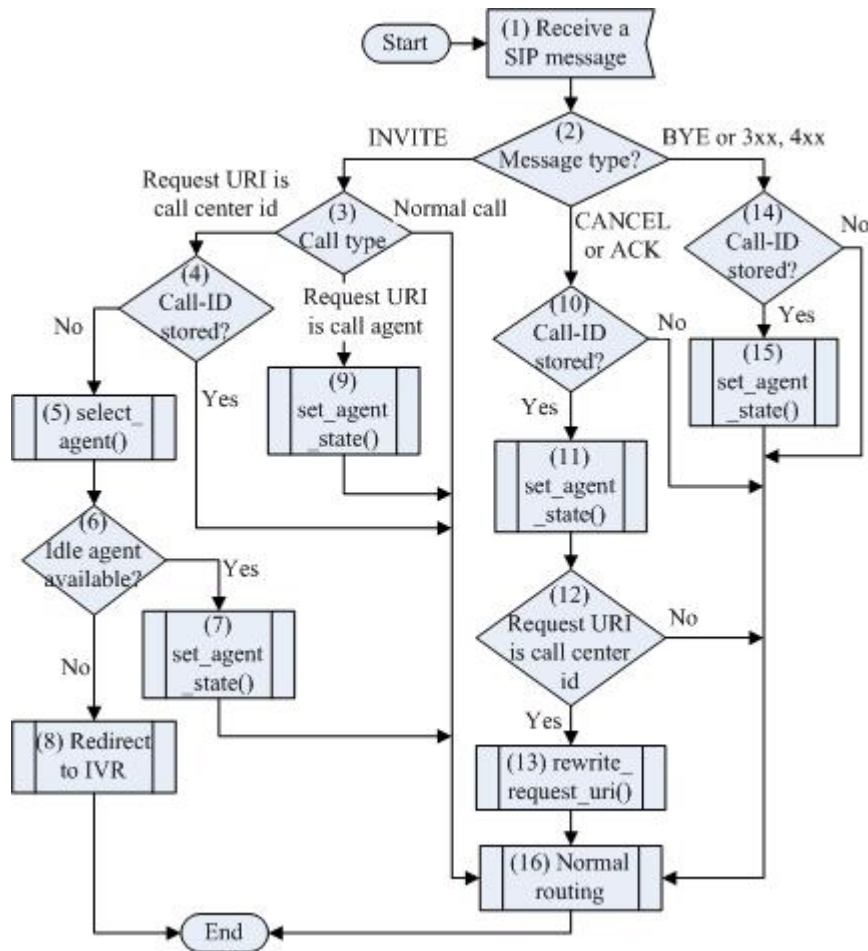 Start
(1) Receive a
SIP message
(2)
Message type?
INVITE
BYE or 3xx, 4xx
CANCEL
or ACK
Request URI is
call center id
(3)
Call type
Normal call
Request URI
is call agent
(4)
Call-ID
stored?
No
Yes
(5) select_
agent()
(6)
Idle agent
available?
Yes
No
(7)
set_agent
_state()
(8) Redirect
to IVR
(9)
set_agent
_state()
(10)
Call-ID
stored?
No
Yes
(11)
set_agent
_state()
(12)
Request URI
is call center
id
No
Yes
(13) rewrite_
request_uri()
(14)
Call-ID
stored?
No
Yes
(15)
set_agent
_state()
(16) Normal
routing
End